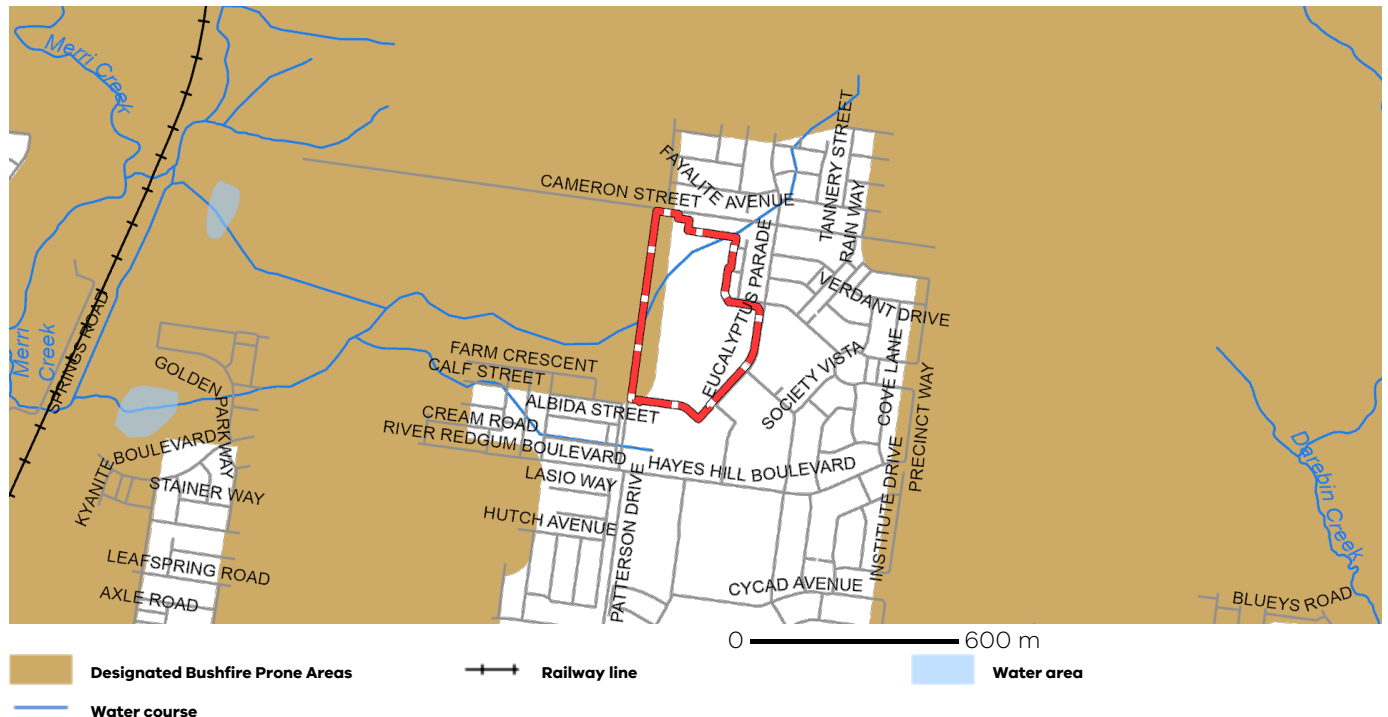 Merri Creek
TANNERY STREET
FAYALITE AVENUE
CAMERON STREET
RAIN WAY
EUCALYPTUS PARADE
VERDANT DRIVE
Merri
Creek
SPRINGS ROAD
FARM CRESCENT
CALF STREET
GOLDEN PARKWAY
ALBIDA STREET
SOCIETY VISTA
COVE LANE
PRECINCT WAY
CREAM ROAD
RIVER REDGUM BOULEVARD
KYANITE BOULEVARD
HAYES HILL BOULEVARD
STAINER WAY
LASIO WAY
PATTERSON DRIVE
INSTITUTE DRIVE
Darebin Creek
HUTCH AVENUE
LEAFSPRING ROAD
CYCAD AVENUE
AXLE ROAD
BLUEYS ROAD
0 600 m
Designated Bushfire Prone Areas
Railway line
Water area
Water course